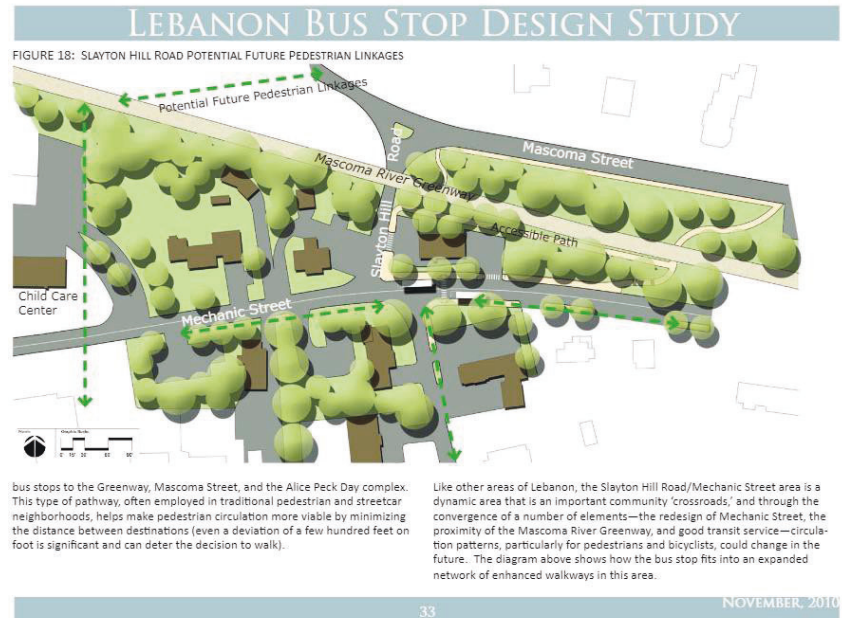 LEBANON BUS STOP DESIGN STUDY
FIGURE 18: SLAYTON HILL ROAD POTENTIAL FUTURE PEDESTRIAN LINKAGES
Potential Future Pedestrian Linkages
Mascoma Street
Mascoma River Greenway
Slayton Hill Road
Accessible Path
Child Care
Center
Mechanic Street
bus stops to the Greenway, Mascoma Street, and the Alice Peck Day complex.
This type of pathway, often employed in traditional pedestrian and streetcar
neighborhoods, helps make pedestrian circulation more viable by minimizing
the distance between destinations (even a deviation of a few hundred feet on
foot is significant and can deter the decision to walk).
Like other areas of Lebanon, the Slayton Hill Road/Mechanic Street area is a
dynamic area that is an important community ‘crossroads,’ and through the
convergence of a number of elements—the redesign of Mechanic Street, the
proximity of the Mascoma River Greenway, and good transit service—circula-
tion patterns, particularly for pedestrians and bicyclists, could change in the
future. The diagram above shows how the bus stop fits into an expanded
network of enhanced walkways in this area.
NOVEMBER, 2010
33